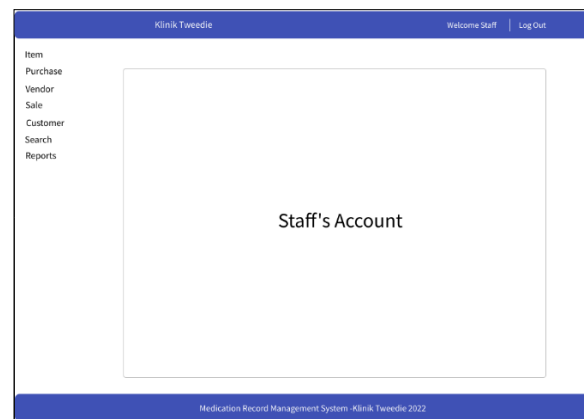 Klinik Tweedie Welcome Staff Log Out
Item
Purchase
Vendor
Sale
Customer
Search
Reports
Staff's Account
Medication Record Management System -Klinik Tweedie 2022